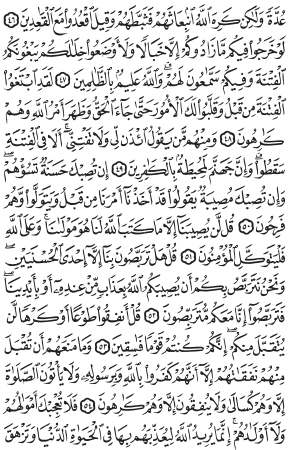 عُدَّةً وَلَٰكِن كَرِهَ ٱللَّهُ ٱنۢبِعَاثَهُمْ فَثَبَّطَهُمْ وَقِيلَ ٱقْعُدُوا۟ مَعَ ٱلْقَٰعِدِينَ ٤٦
لَوْ خَرَجُوا۟ فِيكُم مَّا زَادُوكُمْ إِلَّا خَبَالًا وَلَأَوْضَعُوا۟ خِلَٰلَكُمْ يَبْغُونَكُمُ
ٱلْفِتْنَةَ وَفِيكُمْ سَمَّٰعُونَ لَهُمْ وَٱللَّهُ عَلِيمٌۢ بِٱلظَّٰلِمِينَ ٤٧ لَقَدِ ٱبْتَغَوُا۟
ٱلْفِتْنَةَ مِن قَبْلُ وَقَلَّبُوا۟ لَكَ ٱلْأُمُورَ حَتَّىٰ جَآءَ ٱلْحَقُّ وَظَهَرَ أَمْرُ ٱللَّهِ وَهُمْ
كَٰرِهُونَ ٤٨ وَمِنْهُم مَّن يَقُولُ ٱئْذَن لِّى وَلَا تَفْتِنِّىٓ أَلَا فِى ٱلْفِتْنَةِ
سَقَطُوا۟ وَإِنَّ جَهَنَّمَ لَمُحِيطَةٌۢ بِٱلْكَٰفِرِينَ ٤٩ إِن تُصِبْكَ حَسَنَةٌ تَسُؤْهُمْ
وَإِن تُصِبْكَ مُصِيبَةٌ يَقُولُوا۟ قَدْ أَخَذْنَآ أَمْرَنَا مِن قَبْلُ وَيَتَوَلَّوا۟ وَّهُمْ
فَرِحُونَ ٥٠ قُل لَّن يُصِيبَنَآ إِلَّا مَا كَتَبَ ٱللَّهُ لَنَا هُوَ مَوْلَىٰنَا وَعَلَى ٱللَّهِ
فَلْيَتَوَكَّلِ ٱلْمُؤْمِنُونَ ٥١ قُلْ هَلْ تَرَبَّصُونَ بِنَآ إِلَّآ إِحْدَى ٱلْحُسْنَيَيْنِ
وَنَحْنُ نَتَرَبَّصُ بِكُمْ أَن يُصِيبَكُمُ ٱللَّهُ بِعَذَابٍ مِّنْ عِندِهِۦٓ أَوْ بِأَيْدِينَا
فَتَرَبَّصُوٓا۟ إِنَّا مَعَكُم مُّتَرَبِّصُونَ ٥٢ قُلْ أَنفِقُوا۟ طَوْعًا أَوْ كَرْهًا لَّن
يُتَقَبَّلَ مِنكُمْ إِنَّكُمْ كُنتُمْ قَوْمًا فَٰسِقِينَ ٥٣ وَمَا مَنَعَهُمْ أَن تُقْبَلَ
مِنْهُمْ نَفَقَٰتُهُمْ إِلَّآ أَنَّهُمْ كَفَرُوا۟ بِٱللَّهِ وَبِرَسُولِهِۦ وَلَا يَأْتُونَ ٱلصَّلَوٰةَ
إِلَّا وَهُمْ كُسَالَىٰ وَلَا يُنفِقُونَ إِلَّا وَهُمْ كَٰرِهُونَ ٥٤ فَلَا تُعْجِبْكَ أَمْوَٰلُهُمْ
وَلَآ أَوْلَٰدُهُمْ إِنَّمَا يُرِيدُ ٱللَّهُ لِيُعَذِّبَهُم بِهَا فِى ٱلْحَيَوٰةِ ٱلدُّنْيَا وَتَزْهَقَ